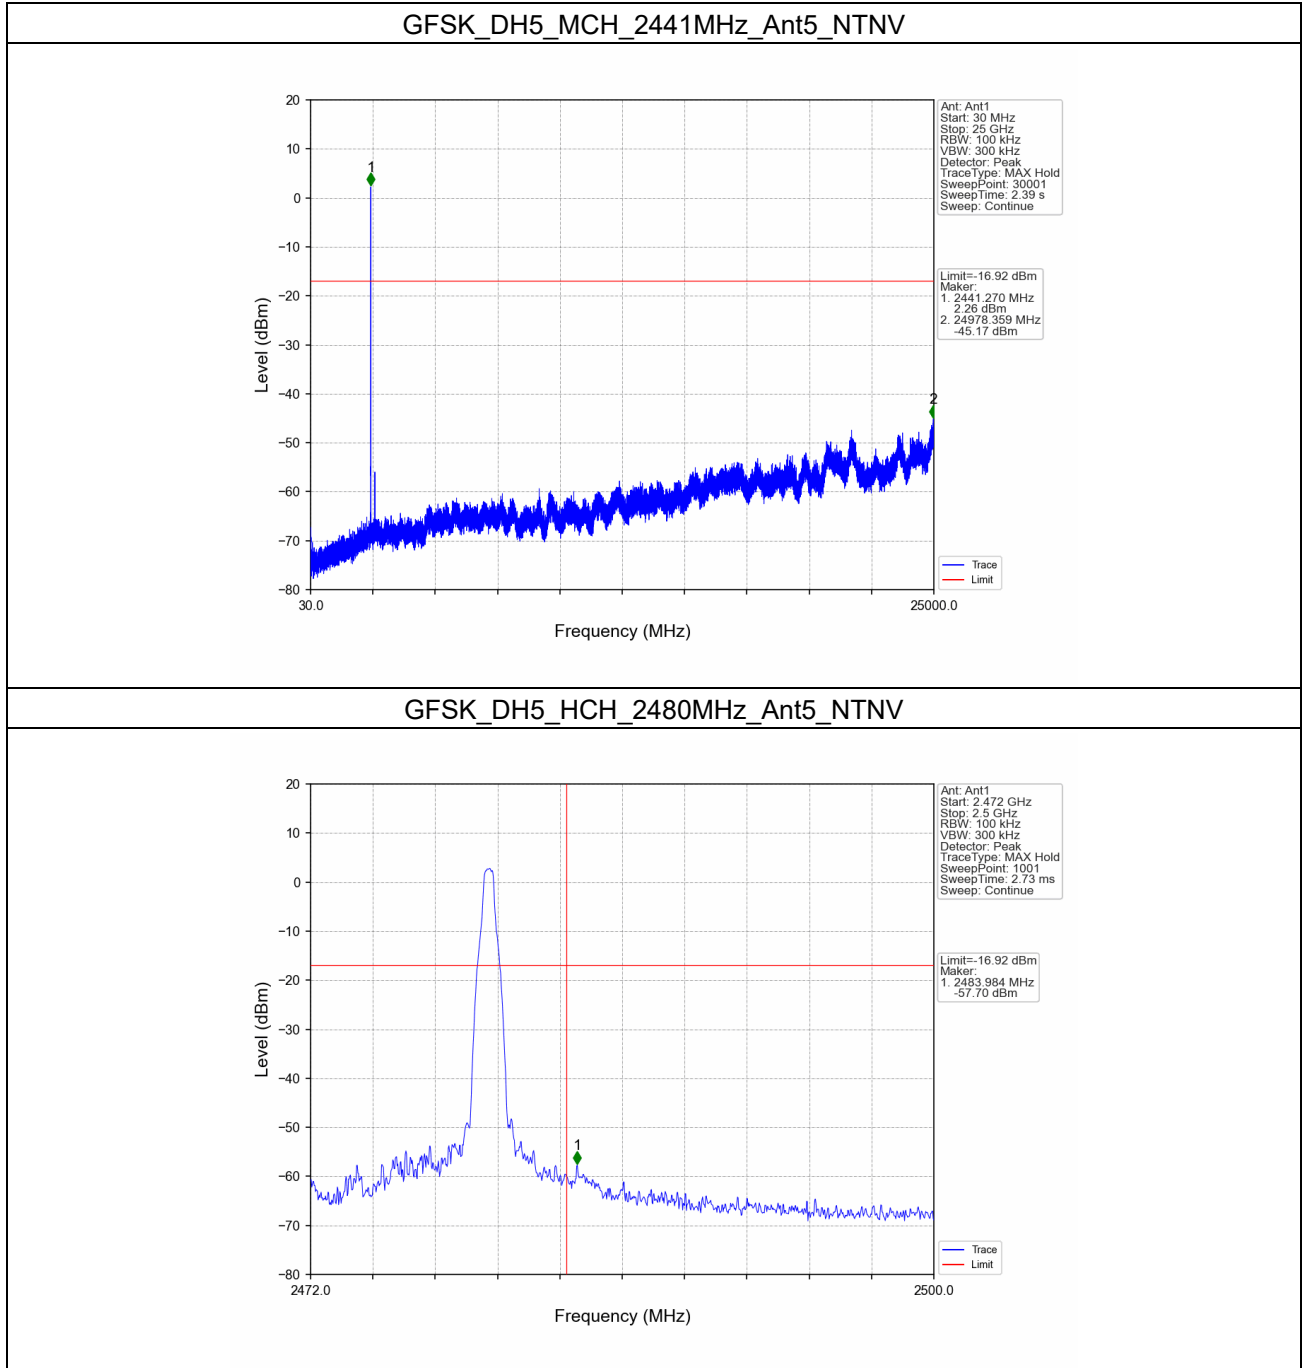 GFSK_DH5_MCH_2441MHz_Ant5_NTNV
20
10
0
−10
−20
−30
−40
−50
−60
−70
−80
Level (dBm)
1
2
30.0
25000.0
Frequency (MHz)
Ant: Ant1
Start: 30 MHz
Stop: 25 GHz
RBW: 100 kHz
VBW: 300 kHz
Detector: Peak
TraceType: MAX Hold
SweepPoint: 30001
SweepTime: 2.39 s
Sweep: Continue
Limit=-16.92 dBm
Maker:
1. 2441.270 MHz
2.26 dBm
2. 24978.359 MHz
-45.17 dBm
Trace
Limit
GFSK_DH5_HCH_2480MHz_Ant5_NTNV
20
10
0
−10
−20
−30
−40
−50
−60
−70
−80
Level (dBm)
1
2472.0
2500.0
Frequency (MHz)
Ant: Ant1
Start: 2.472 GHz
Stop: 2.5 GHz
RBW: 100 kHz
VBW: 300 kHz
Detector: Peak
TraceType: MAX Hold
SweepPoint: 1001
SweepTime: 2.73 ms
Sweep: Continue
Limit=-16.92 dBm
Maker:
1. 2483.984 MHz
-57.70 dBm
Trace
Limit